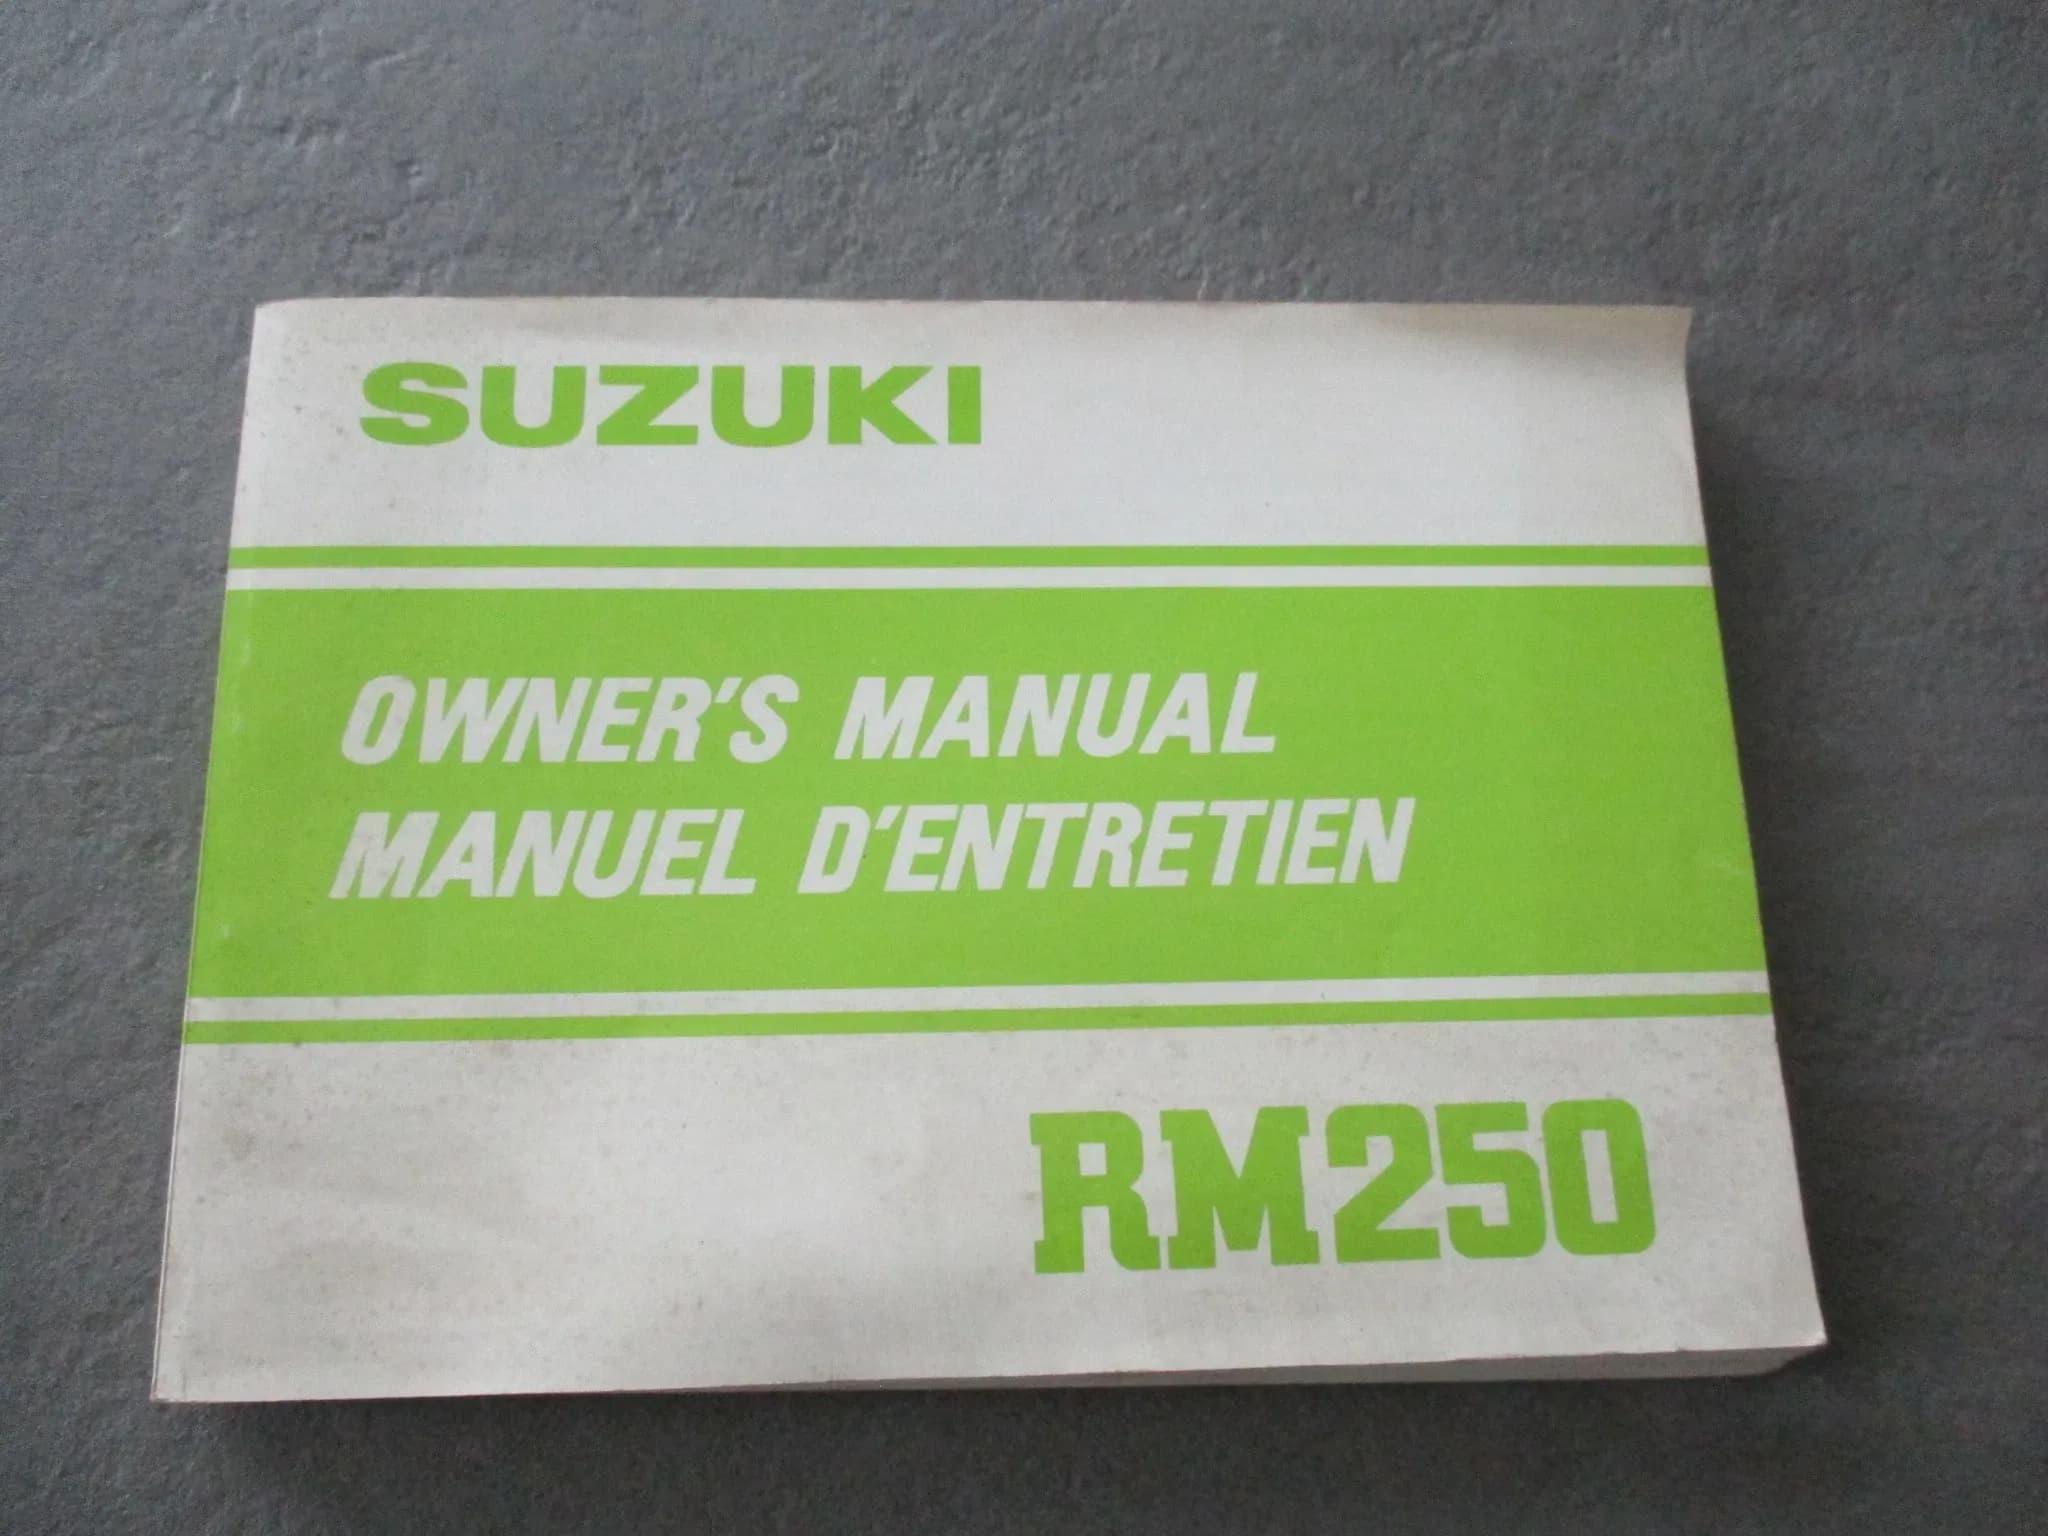 SUZUKI
OWNER'S MANUAL
MANUEL D'ENTRETIEN
RM250